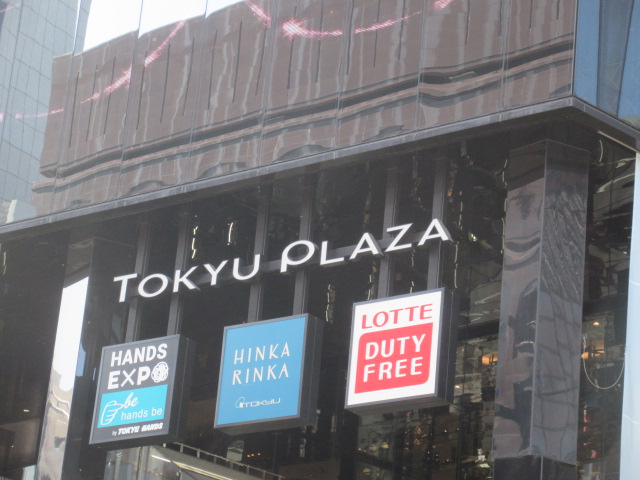 TOKYU PLAZA
HANDS
EXPO
be
hands be
by TOKYU HANDS
HINKA
RINKA
TOKYU
LOTTE
DUTY
FREE